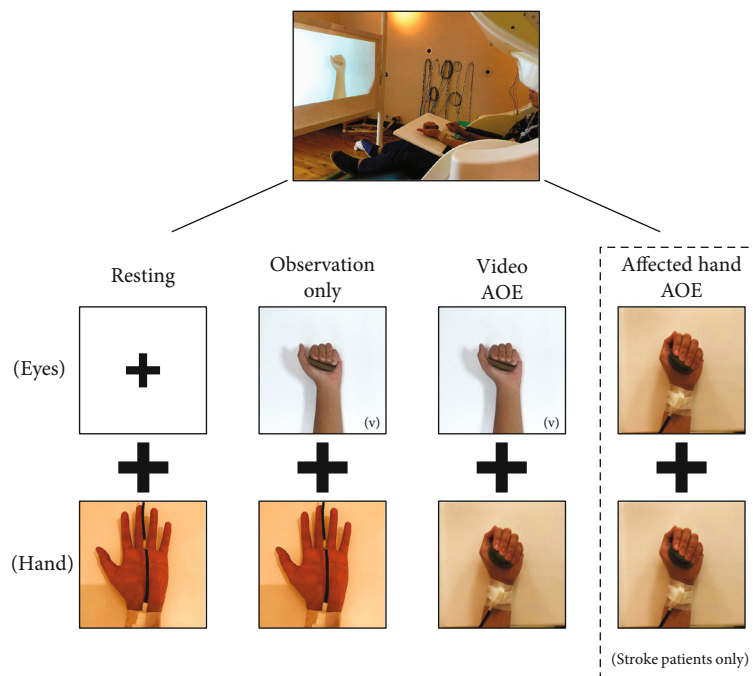 Resting
Observation
only
Video
AOE
Affected hand
AOE
(Eyes)
(v)
(v)
(Hand)
(Stroke patients only)